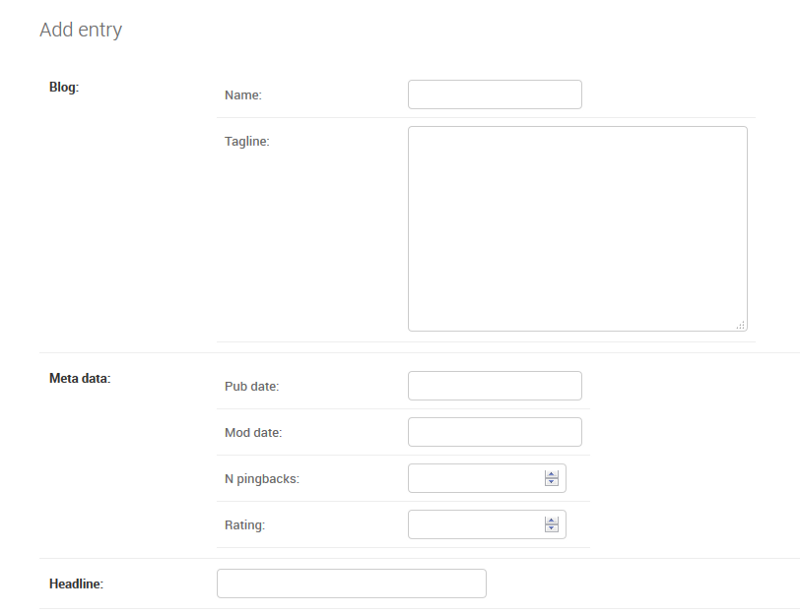 Add entry
Blog:
Name:
Tagline:
Meta data:
Pub date:
Mod date:
N pingbacks:
Rating:
Headline: